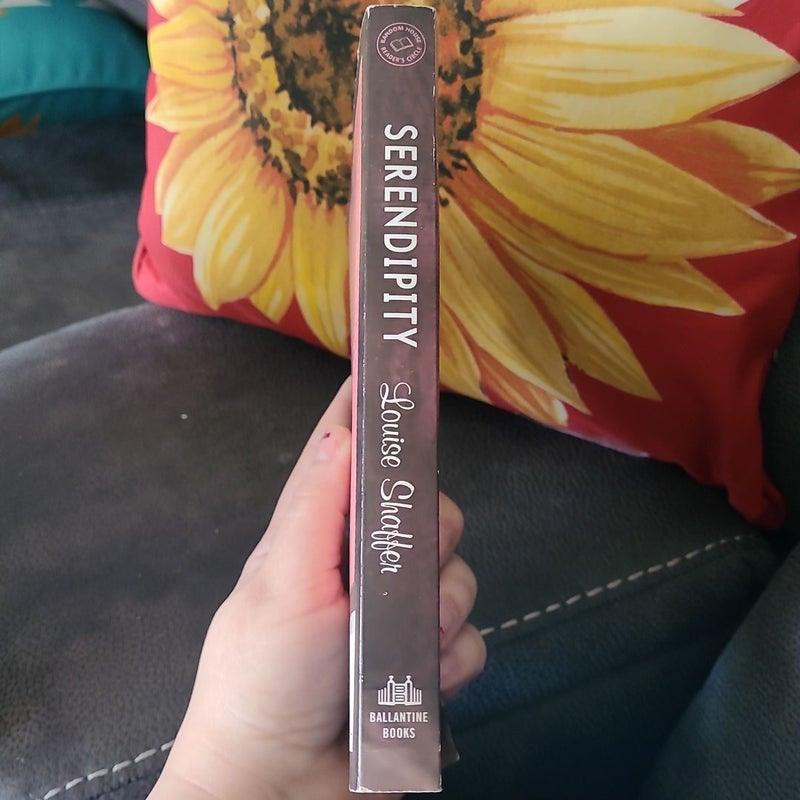 RANDOM HOUSE
READER'S CIRCLE
SERENDIPITY
Louise Shaffer
BALLANTINE
BOOKS